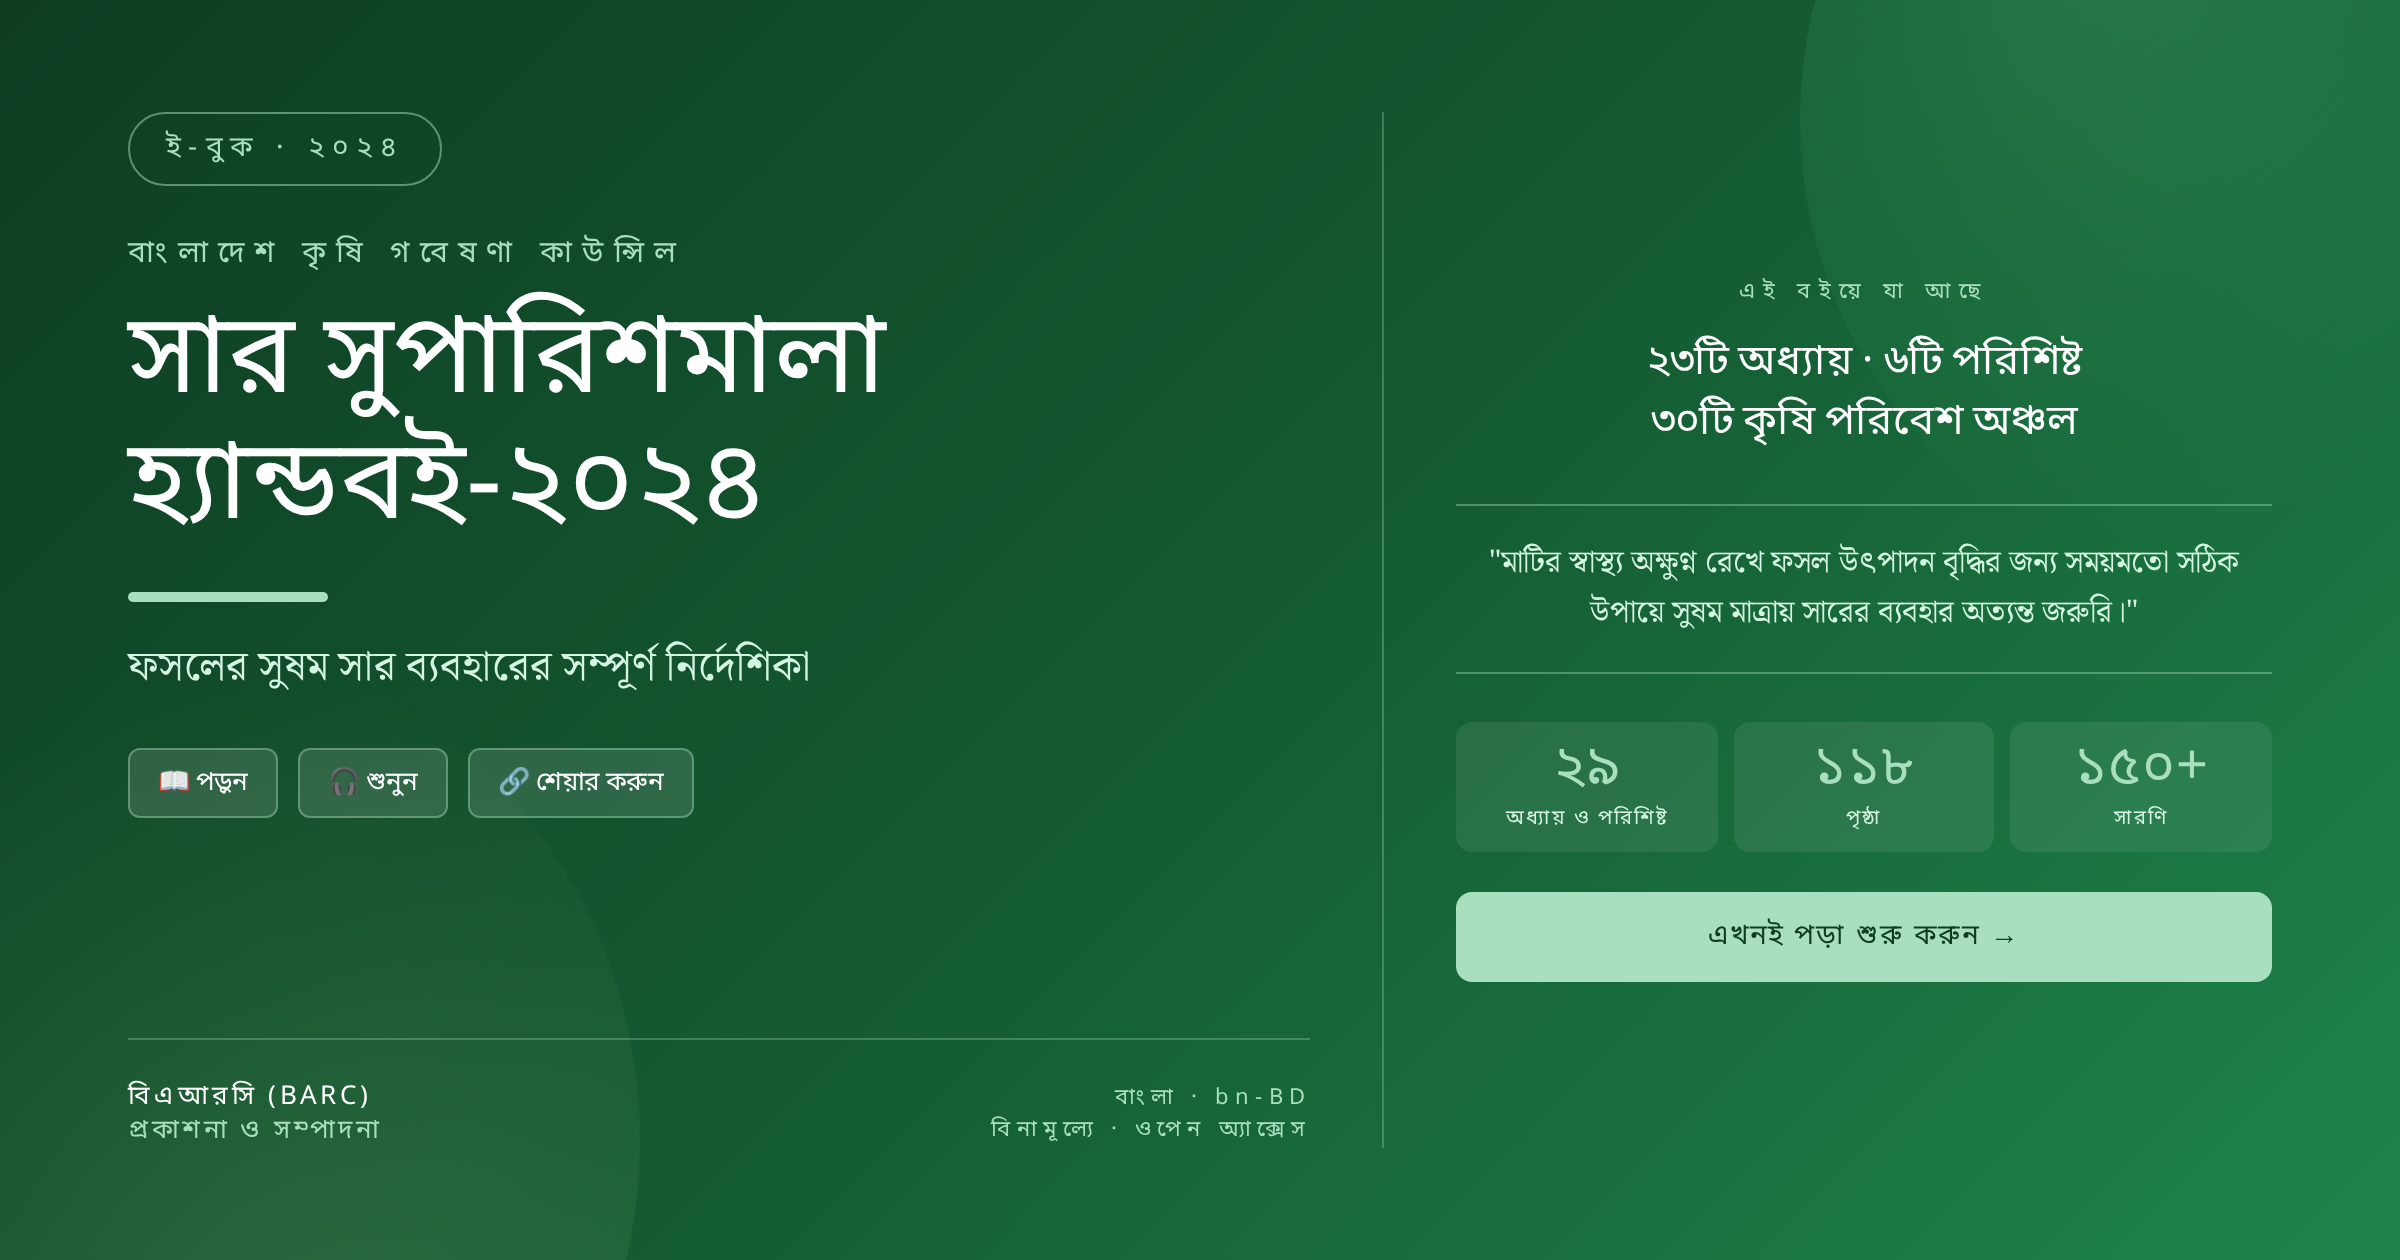 ই-বুক · ২০২৪
বাংলাদেশ কৃষি গবেষণা কাউন্সিল
সার সুপারিশমালা
হ্যান্ডবই-২০২৪
ফসলের সুষম সার ব্যবহারের সম্পূর্ণ নির্দেশিকা
📖 পড়ুন
🎧 শুনুন
🔗 শেয়ার করুন
বিএআরসি (BARC)
প্রকাশনা ও সম্পাদনা
বাংলা · bn-BD
বিনামূল্যে · ওপেন অ্যাক্সেস
এই বইয়ে যা আছে
২৩টি অধ্যায় · ৬টি পরিশিষ্ট
৩০টি কৃষি পরিবেশ অঞ্চল
"মাটির স্বাস্থ্য অক্ষুণ্ণ রেখে ফসল উৎপাদন বৃদ্ধির জন্য সময়মতো সঠিক
উপায়ে সুষম মাত্রায় সারের ব্যবহার অত্যন্ত জরুরি।"
২৯
অধ্যায় ও পরিশিষ্ট
১১৮
পৃষ্ঠা
১৫০+
সারণি
এখনই পড়া শুরু করুন →